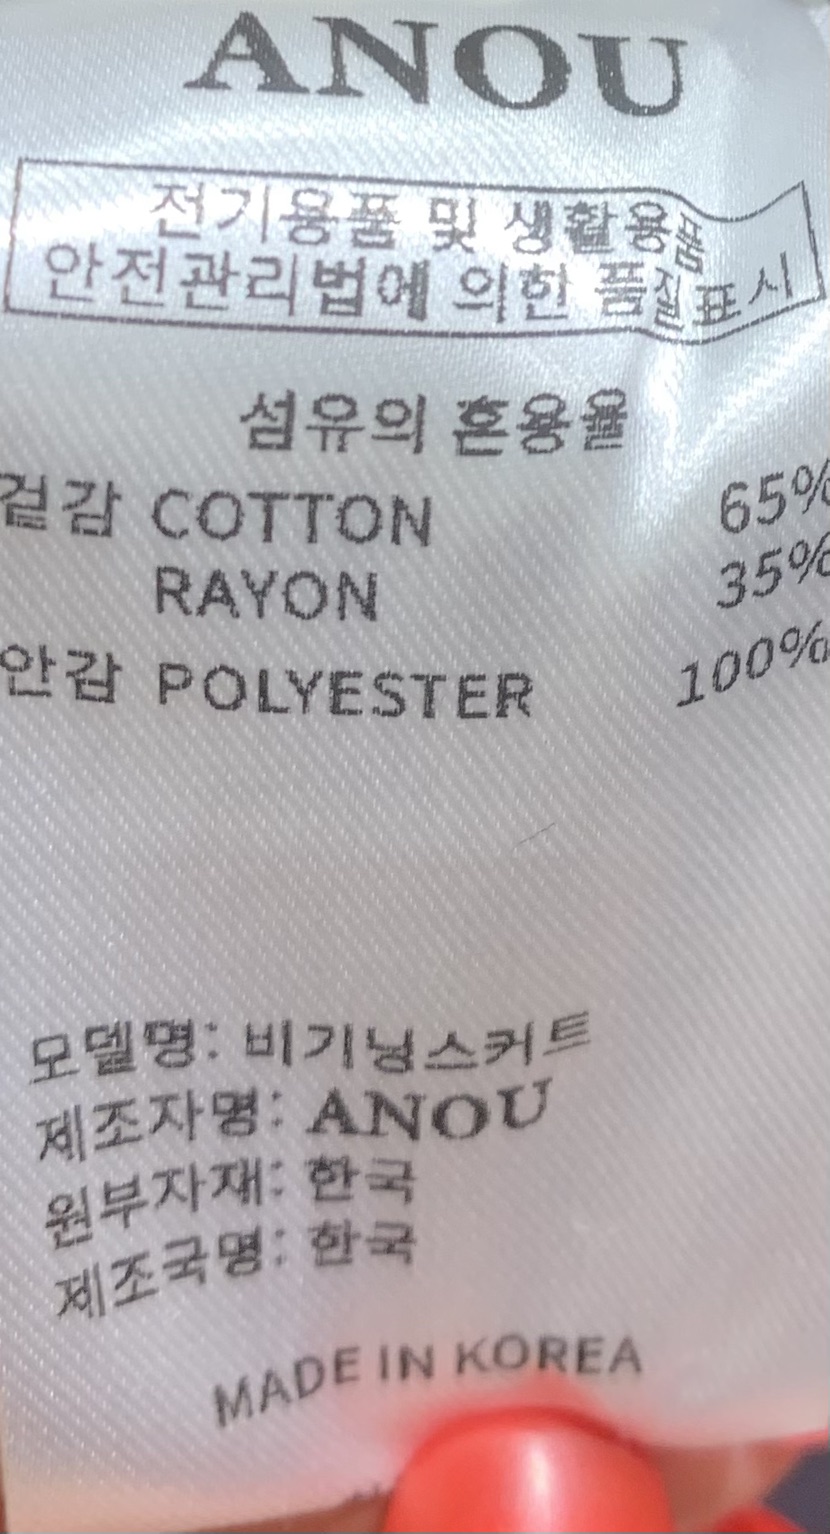 ANOU
전기용품 및 생활용품
안전관리법에 의한 품질표시
섬유의 혼용율
겉감 COTTON 65%
RAYON 35%
안감 POLYESTER 100%
모델명: 비기닝스커트
제조자명: ANOU
원부자재: 한국
제조국명: 한국
MADE IN KOREA